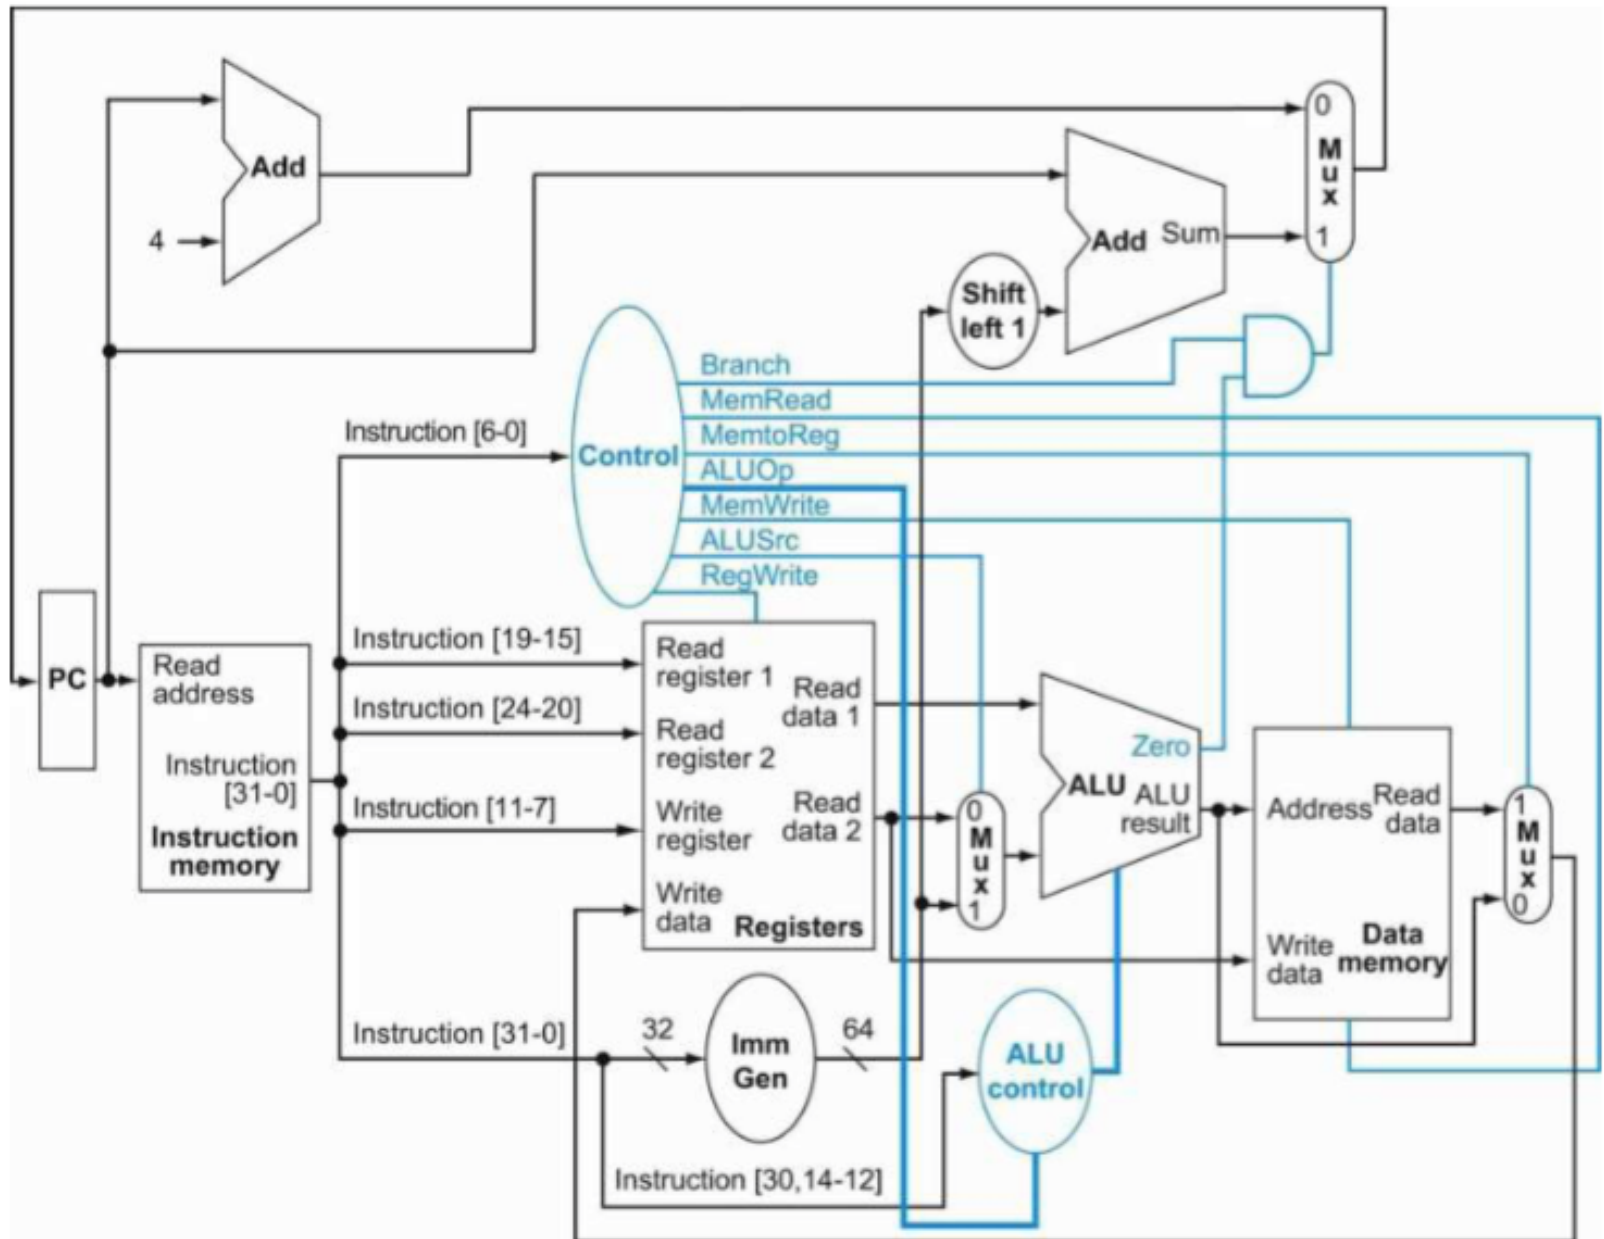 0
M
u
x
1
Add
4
Add Sum
Shift
left 1
Branch
MemRead
MemtoReg
ALUOp
MemWrite
ALUSrc
RegWrite
Control
Instruction [6-0]
Instruction [19-15]
Instruction [24-20]
Instruction [11-7]
Instruction [31-0]
PC
Read
address
Instruction
[31-0]
Instruction
memory
Read
register 1
Read
register 2
Write
register
Write
data
Read
data 1
Read
data 2
Registers
0
M
u
x
1
Zero
ALU
ALU
result
Address
Read
data
Write
data
Data
memory
1
M
u
x
0
32
Imm
Gen
64
ALU
control
Instruction [30,14-12]